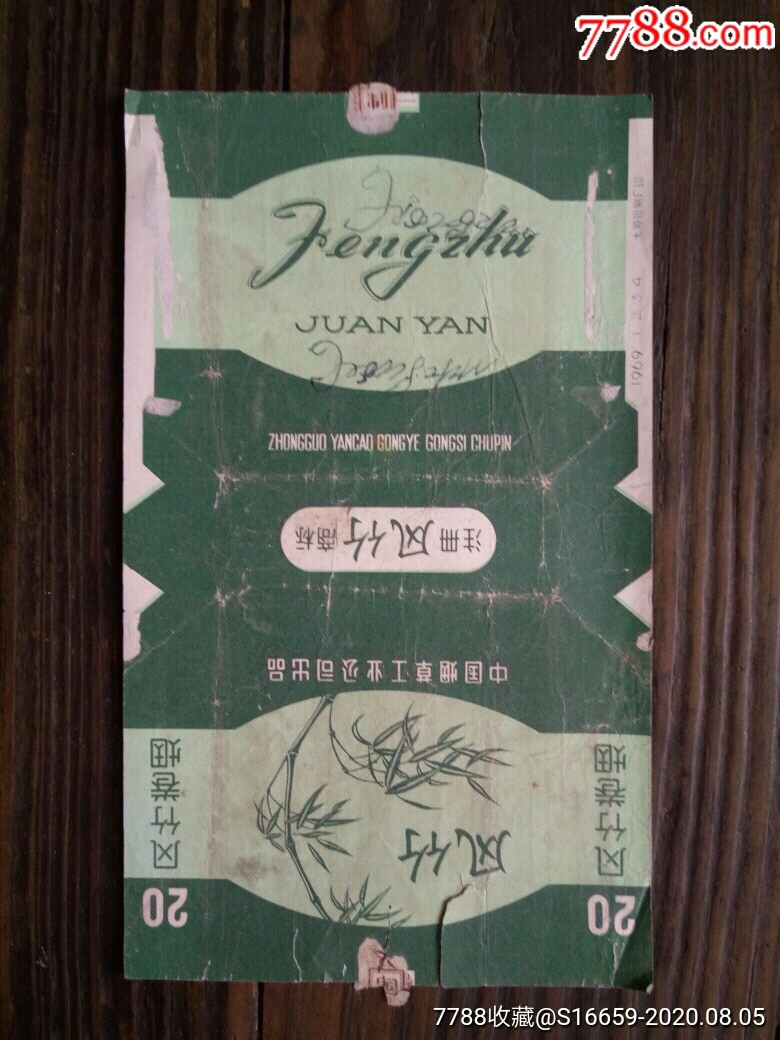 7788.com
制
Fengzhu
JUAN YAN
ZHONGGUO YANCAO GONGYE GONGSI CHUPIN
1969 1 2 3 4
注册 风竹 商标
中国烟草工业公司出品
风竹
风竹卷烟
20
风竹卷烟
20
7788收藏@S16659-2020.08.05